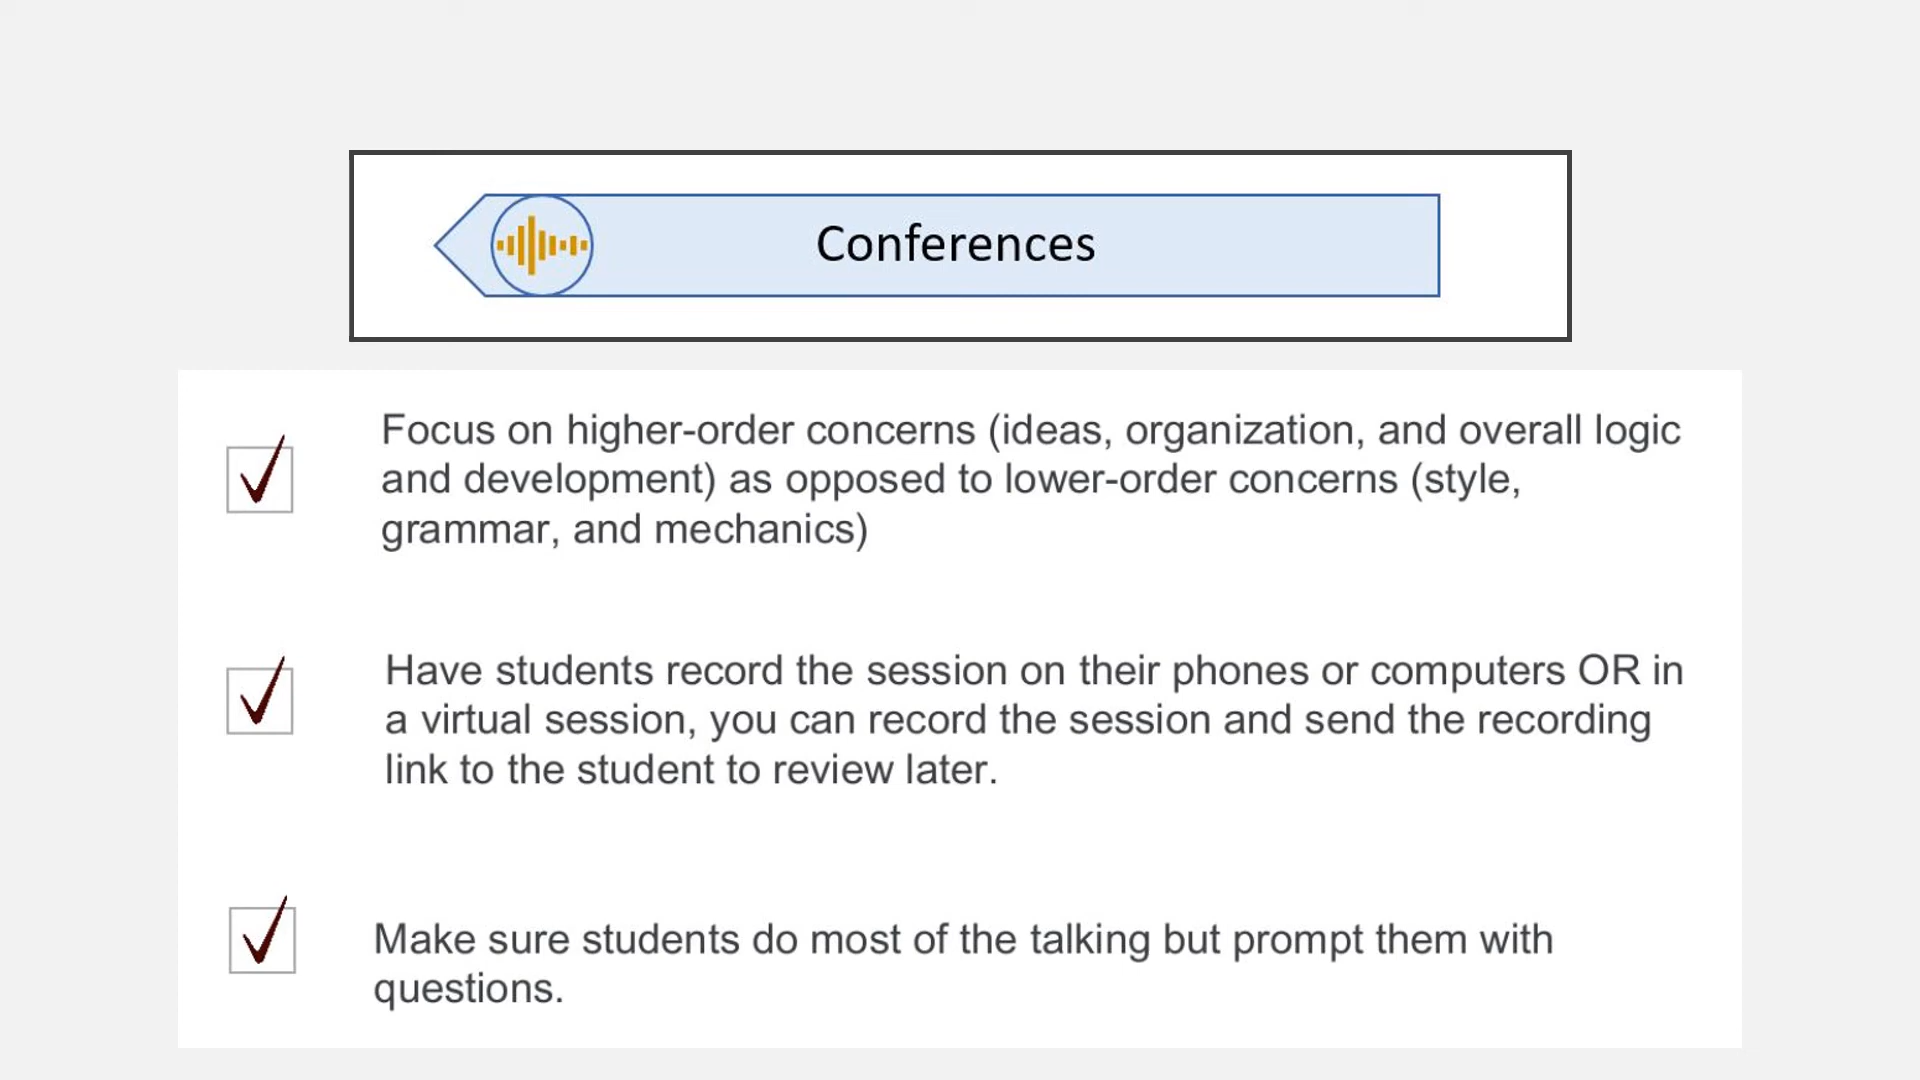 Conferences
Focus on higher-order concerns (ideas, organization, and overall logic
and development) as opposed to lower-order concerns (style,
grammar, and mechanics)
Have students record the session on their phones or computers OR in
a virtual session, you can record the session and send the recording
link to the student to review later.
Make sure students do most of the talking but prompt them with
questions.